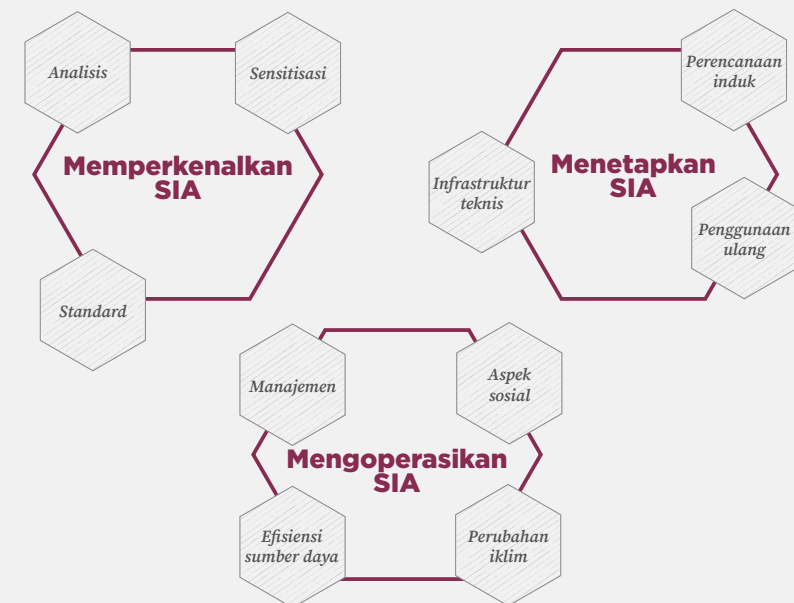 Analisis
Sensitisasi
Memperkenalkan
SIA
Standard
Perencanaan
induk
Infrastruktur
teknis
Menetapkan
SIA
Penggunaan
ulang
Manajemen
Aspek
sosial
Mengoperasikan
SIA
Efisiensi
sumber daya
Perubahan
iklim